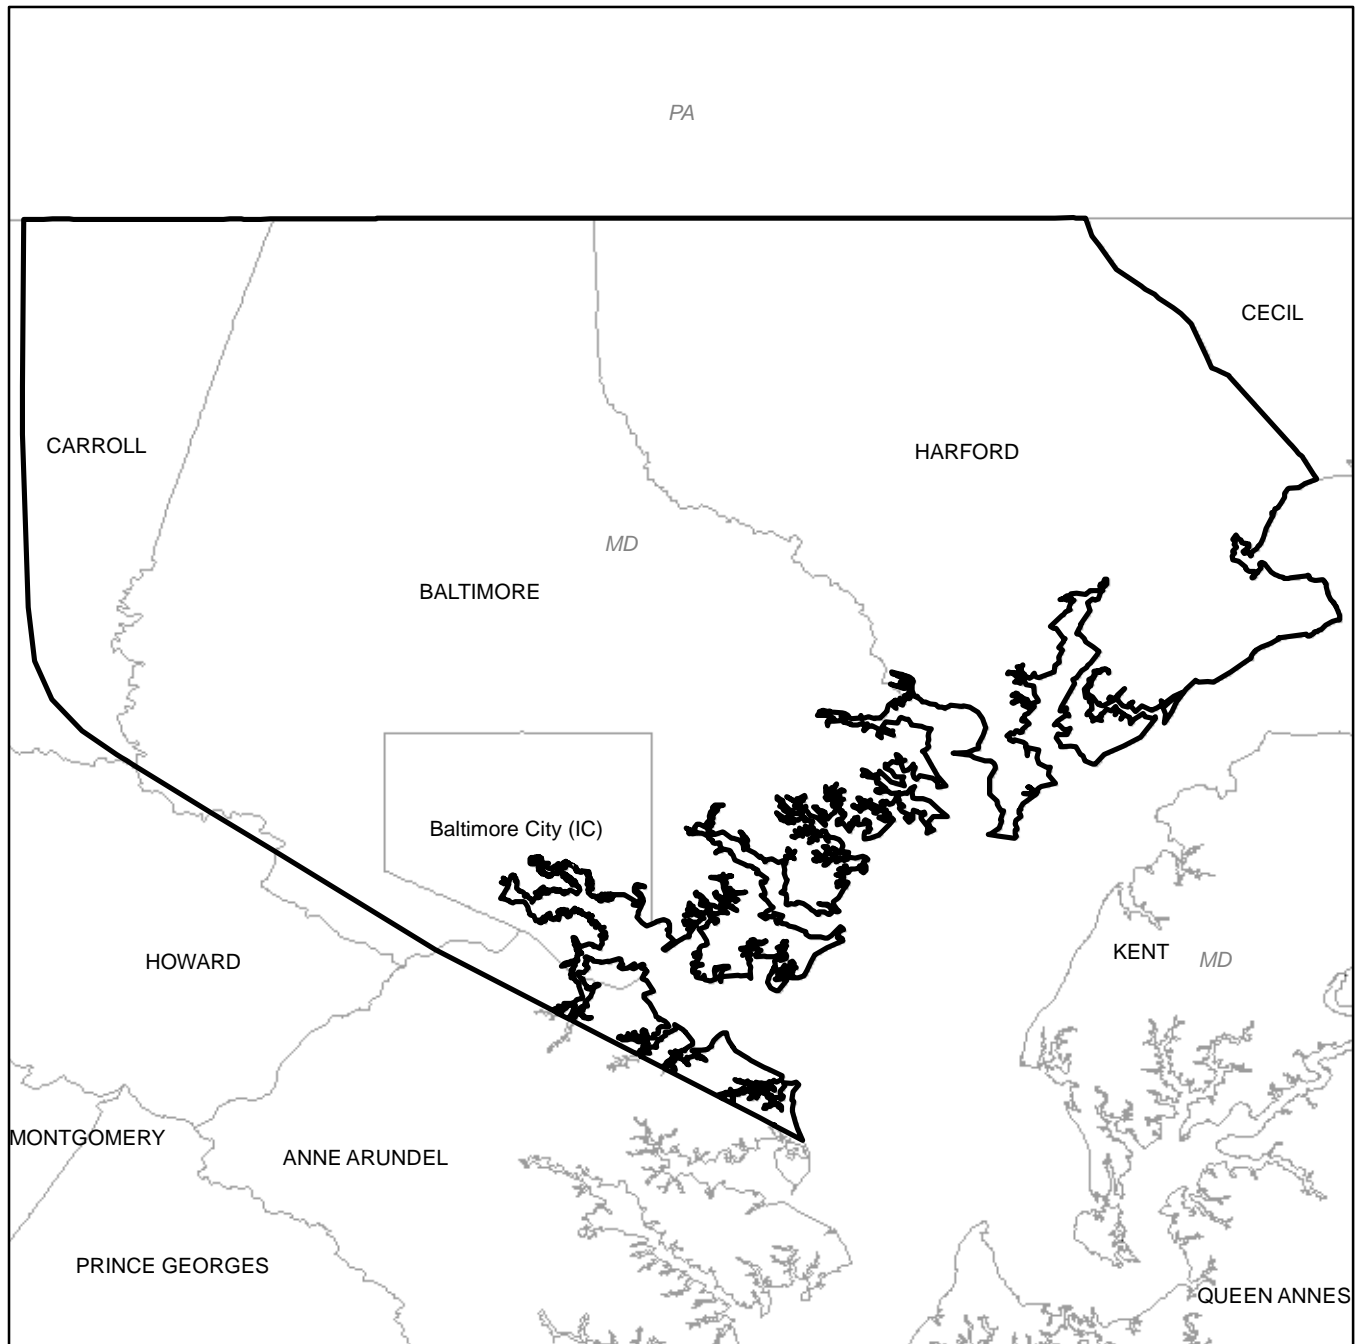 PA
CECIL
CARROLL
HARFORD
MD
BALTIMORE
Baltimore City (IC)
KENT
MD
HOWARD
MONTGOMERY
ANNE ARUNDEL
PRINCE GEORGES
QUEEN ANNES